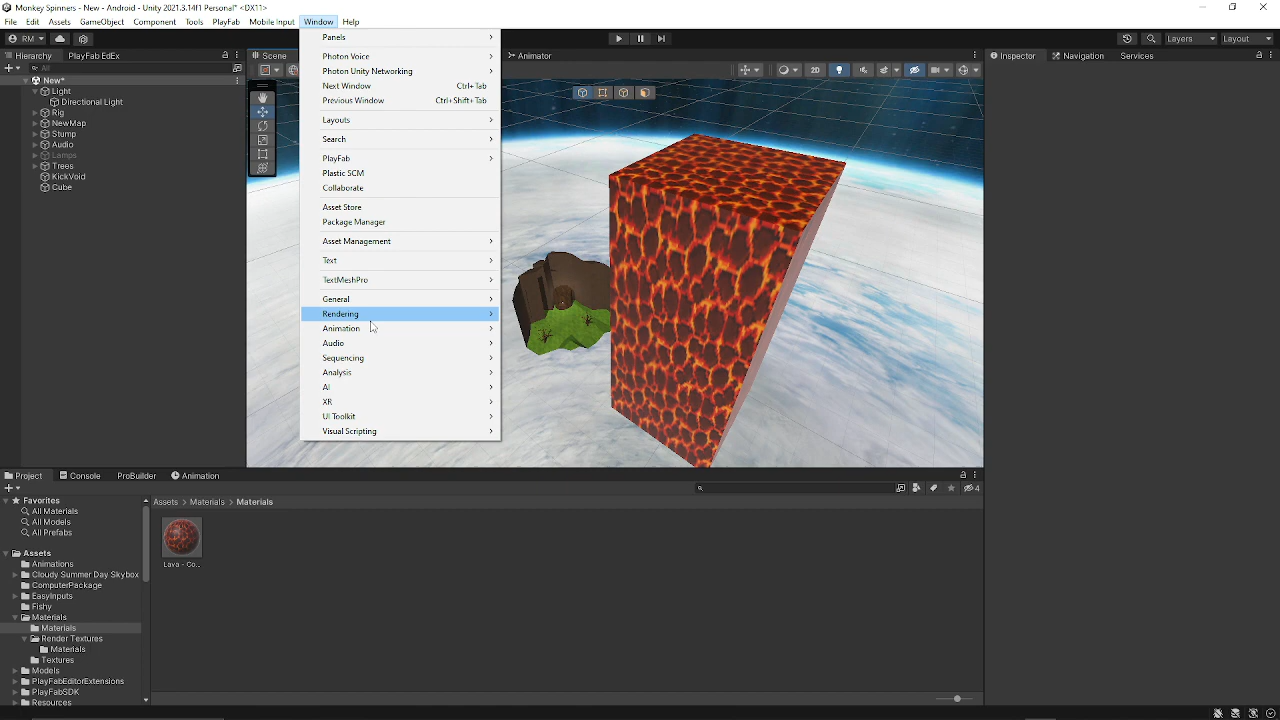 Monkey Spinners - New - Android - Unity 2021.3.14f1 Personal* <DX11>
File Edit Assets GameObject Component Tools PlayFab Mobile Input Window Help
RM
Layers Layout
Hierarchy PlayFab EdEx
Scene
Animator
Inspector Navigation Services
All
2D
New*
Light
Directional Light
Rig
NewMap
Stump
Audio
Lamps
Trees
KickVoid
Cube
Panels
Photon Voice
Photon Unity Networking
Next Window Ctrl+Tab
Previous Window Ctrl+Shift+Tab
Layouts
Search
PlayFab
Plastic SCM
Collaborate
Asset Store
Package Manager
Asset Management
Text
TextMeshPro
General
Rendering
Animation
Audio
Sequencing
Analysis
AI
XR
UI Toolkit
Visual Scripting
Project Console ProBuilder Animation
4
Favorites
All Materials
All Models
All Prefabs
Assets
Animations
Cloudy Summer Day Skybox
ComputerPackage
EasyInputs
Fishy
Materials
Materials
Render Textures
Materials
Textures
Models
PlayFabEditorExtensions
PlayFabSDK
Resources
Assets > Materials > Materials
Lava - Co...